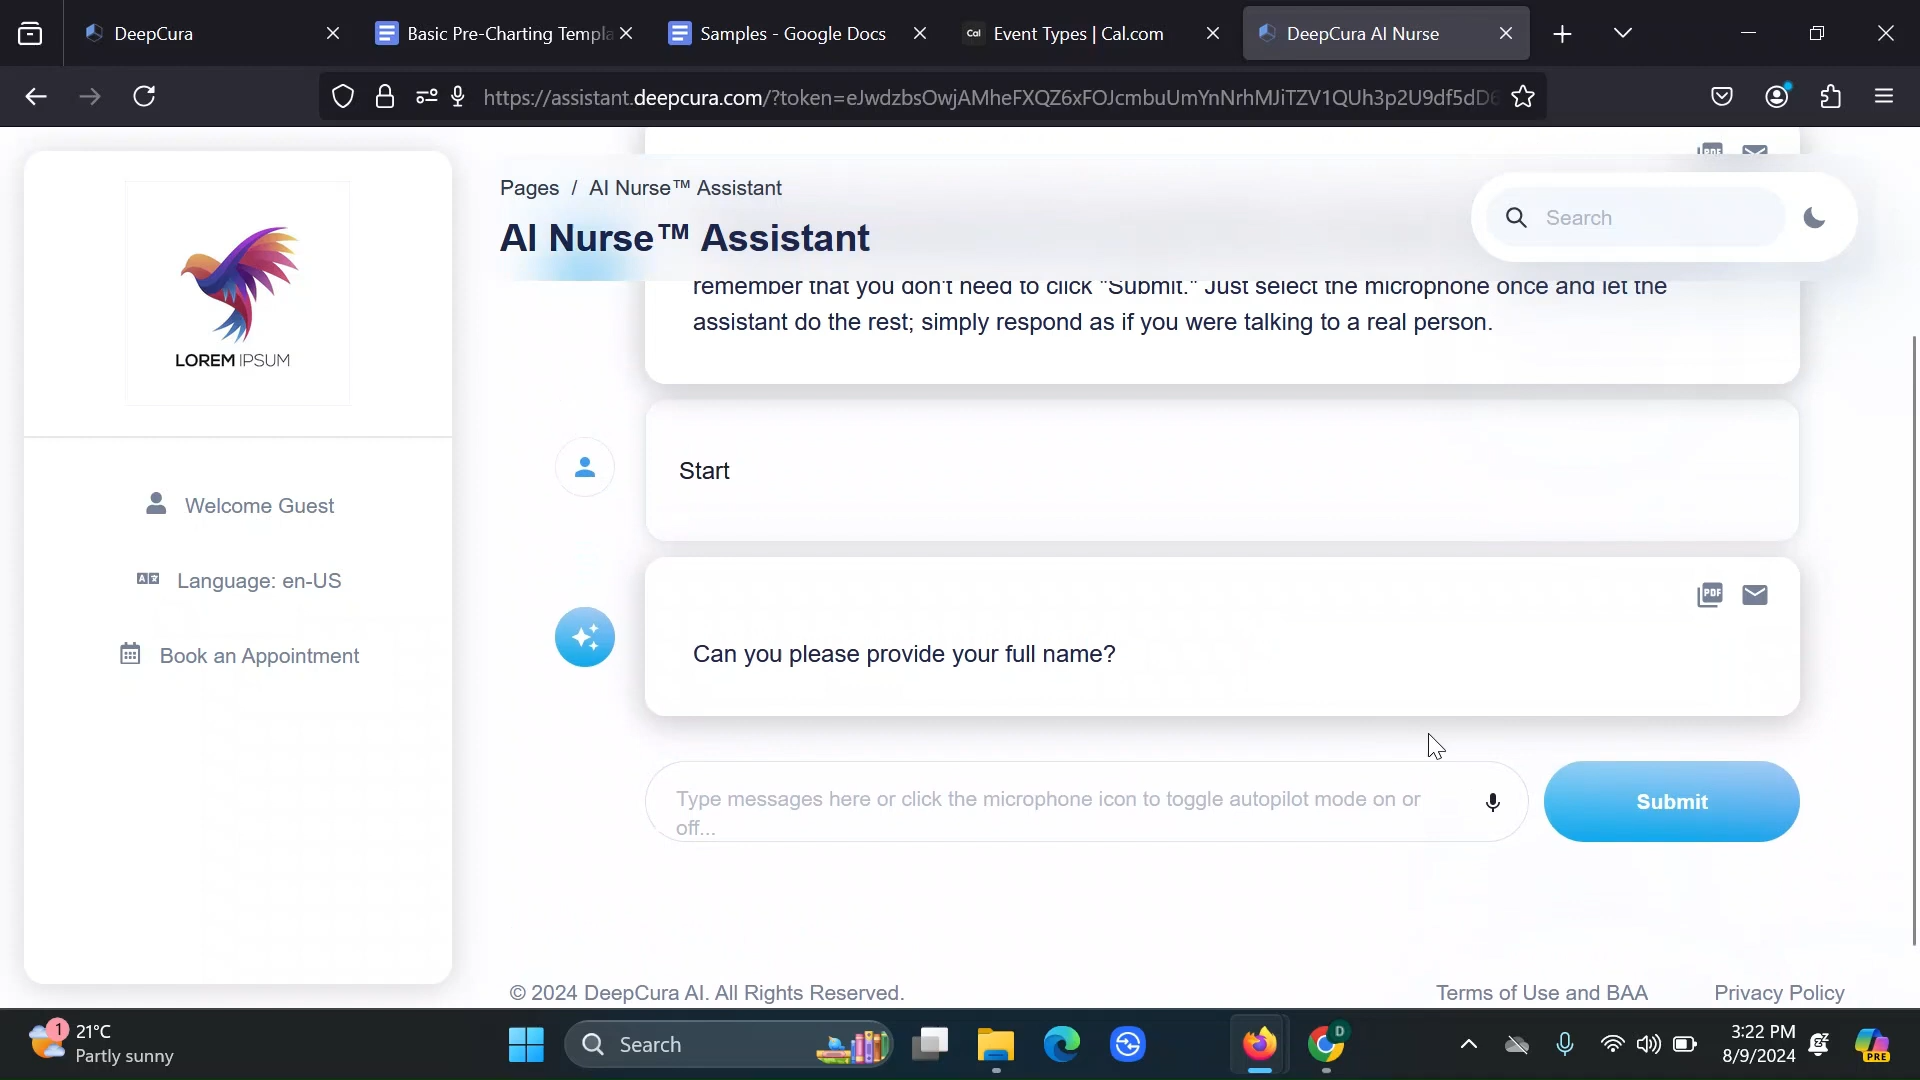 DeepCura
Basic Pre-Charting Templa
Samples - Google Docs
Cal
Event Types | Cal.com
DeepCura AI Nurse
https://assistant.deepcura.com/?token=eJwdzbsOwjAMheFXQZ6xFOJcmbuUmYnNrhMJiTZV1QUh3p2U9df5dD6
Pages / AI Nurse™ Assistant
AI Nurse™ Assistant
Search
PDF
remember that you don't need to click "Submit." Just select the microphone once and let the
assistant do the rest; simply respond as if you were talking to a real person.
LOREM IPSUM
Welcome Guest
Language: en-US
Book an Appointment
Start
PDF
Can you please provide your full name?
Type messages here or click the microphone icon to toggle autopilot mode on or
off...
Submit
© 2024 DeepCura AI. All Rights Reserved.
Terms of Use and BAA
Privacy Policy
1
21°C
Partly sunny
Search
D
3:22 PM
8/9/2024
PRE